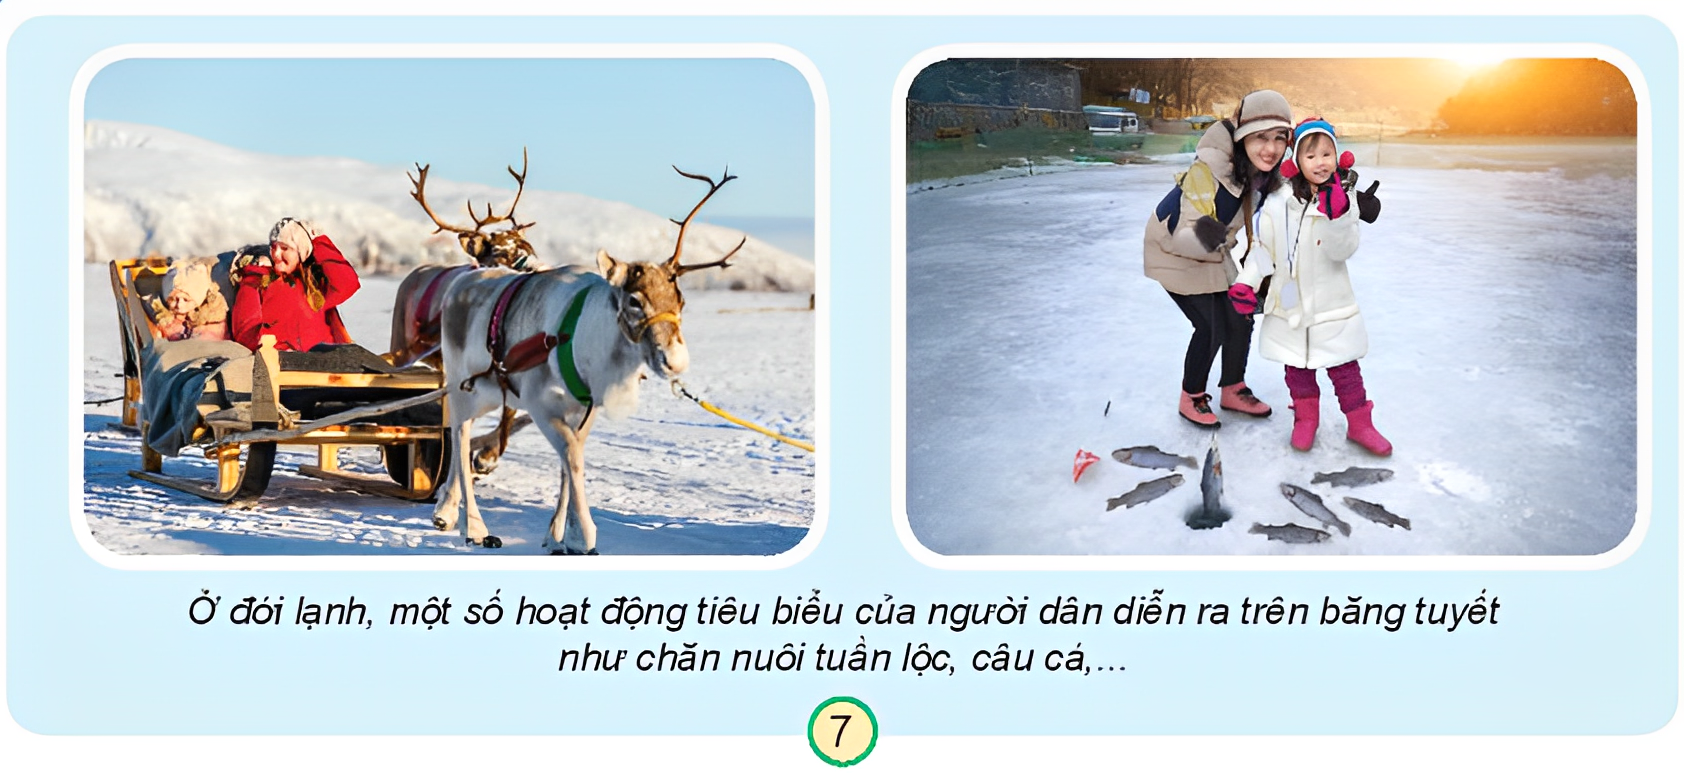 Ở đới lạnh, một số hoạt động tiêu biểu của người dân diễn ra trên băng tuyết
như chăn nuôi tuần lộc, câu cá,...
7